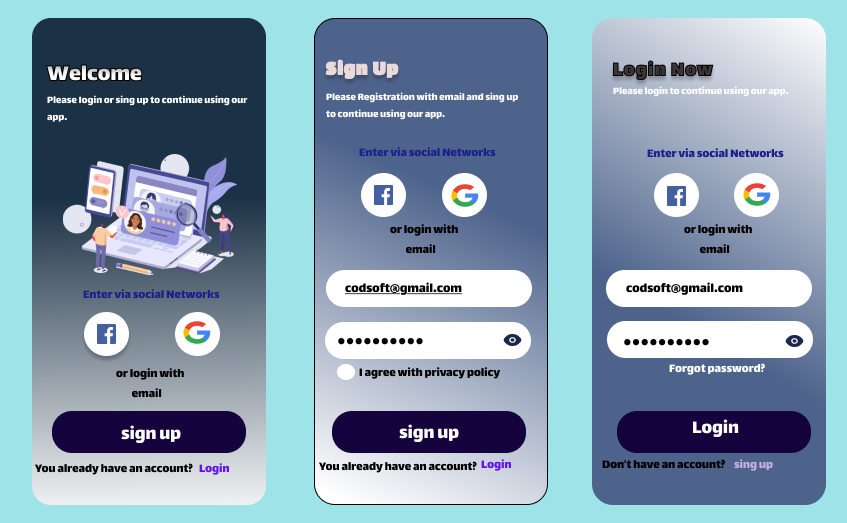 Welcome
Please login or sing up to continue using our
app.
Enter via social Networks
or login with
email
sign up
You already have an account? Login
Sign Up
Please Registration with email and sing up
to continue using our app.
Enter via social Networks
or login with
email
codsoft@gmail.com
●●●●●●●●●●
I agree with privacy policy
sign up
You already have an account? Login
Login Now
Please login to continue using our app.
Enter via social Networks
or login with
email
codsoft@gmail.com
●●●●●●●●●●
Forgot password?
Login
Don't have an account? sing up